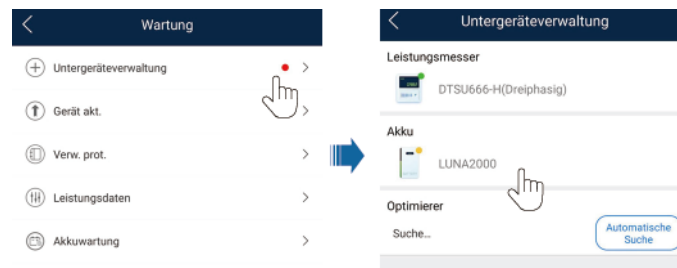 Wartung
Untergeräteverwaltung
Gerät akt.
Verw. prot.
Leistungsdaten
Akkuwartung
Untergeräteverwaltung
Leistungsmesser
DTSU666-H(Dreiphasig)
Akku
LUNA2000
Optimierer
Suche...
Automatische
Suche